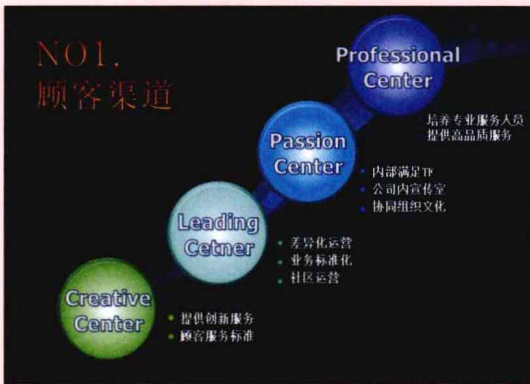 NO1.
顾客渠道
Professional
Center
培养专业服务人员
提供高品质服务
Passion
Center
内部满足TF
公司内宣传室
协同组织文化
Leading
Cetner
差异化运营
业务标准化
社区运营
Creative
Center
提供创新服务
顾客服务标准